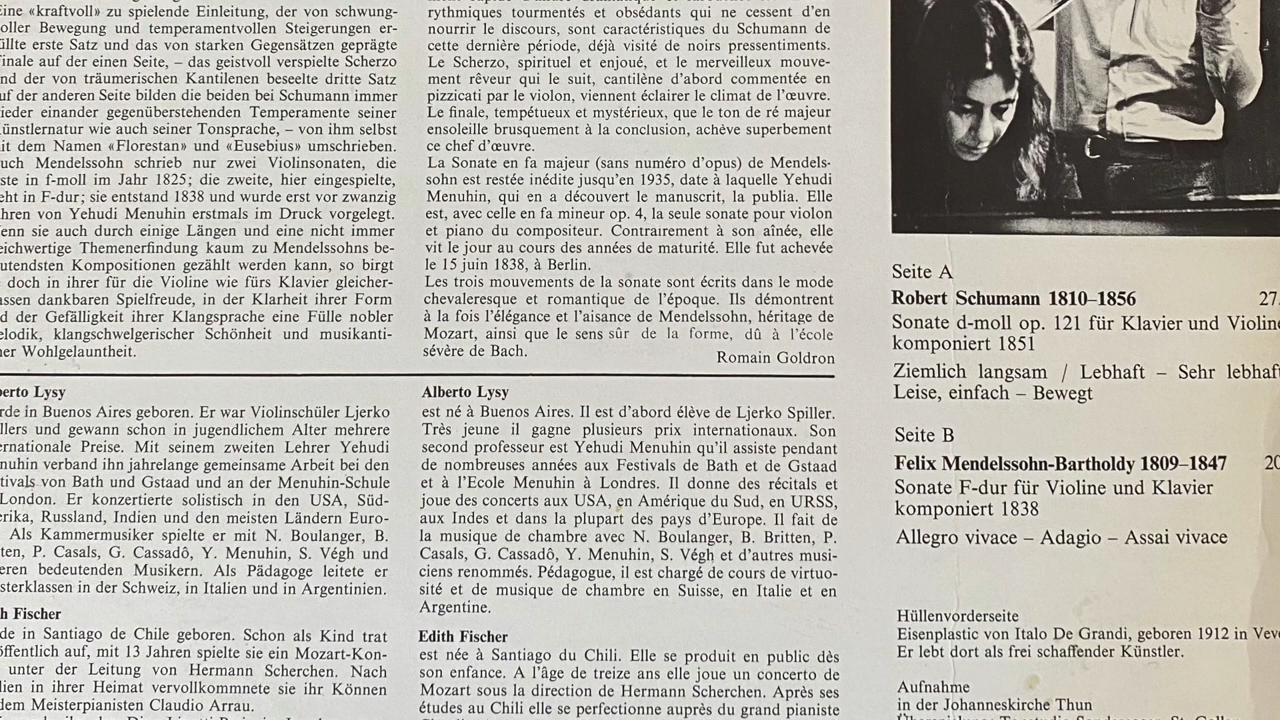 Eine «kraftvoll» zu spielende Einleitung, der von schwung-
voller Bewegung und temperamentvollen Steigerungen er-
füllte erste Satz und das von starken Gegensätzen geprägte
Finale auf der einen Seite, – das geistvoll verspielte Scherzo
und der von träumerischen Kantilenen beseelte dritte Satz
auf der anderen Seite bilden die beiden bei Schumann immer
wieder einander gegenüberstehenden Temperamente seiner
Künstlernatur wie auch seiner Tonsprache, – von ihm selbst
mit dem Namen «Florestan» und «Eusebius» umschrieben.
Auch Mendelssohn schrieb nur zwei Violinsonaten, die
erste in f-moll im Jahr 1825; die zweite, hier eingespielte,
steht in F-dur; sie entstand 1838 und wurde erst vor zwanzig
Jahren von Yehudi Menuhin erstmals im Druck vorgelegt.
Wenn sie auch durch einige Längen und eine nicht immer
gleichwertige Themenerfindung kaum zu Mendelssohns be-
deutendsten Kompositionen gezählt werden kann, so birgt
doch in ihrer für die Violine wie fürs Klavier gleicher-
massen dankbaren Spielfreude, in der Klarheit ihrer Form
und der Gefälligkeit ihrer Klangsprache eine Fülle nobler
Melodik, klangschwelgerischer Schönheit und musikanti-
scher Wohlgelauntheit.
rythmiques tourmentés et obsédants qui ne cessent d'en
nourrir le discours, sont caractéristiques du Schumann de
cette dernière période, déjà visité de noirs pressentiments.
Le Scherzo, spirituel et enjoué, et le merveilleux mouve-
ment rêveur qui le suit, cantilène d'abord commentée en
pizzicati par le violon, viennent éclairer le climat de l'œuvre.
Le finale, tempétueux et mystérieux, que le ton de ré majeur
ensoleille brusquement à la conclusion, achève superbement
ce chef d'œuvre.
La Sonate en fa majeur (sans numéro d'opus) de Mendels-
sohn est restée inédite jusqu'en 1935, date à laquelle Yehudi
Menuhin, qui en a découvert le manuscrit, la publia. Elle
est, avec celle en fa mineur op. 4, la seule sonate pour violon
et piano du compositeur. Contrairement à son aînée, elle
vit le jour au cours des années de maturité. Elle fut achevée
le 15 juin 1838, à Berlin.
Les trois mouvements de la sonate sont écrits dans le mode
chevaleresque et romantique de l'époque. Ils démontrent
à la fois l'élégance et l'aisance de Mendelssohn, héritage de
Mozart, ainsi que le sens sûr de la forme, dû à l'école
sévère de Bach.
Romain Goldron
Alberto Lysy
wurde in Buenos Aires geboren. Er war Violinschüler Ljerko
Spillers und gewann schon in jugendlichem Alter mehrere
internationale Preise. Mit seinem zweiten Lehrer Yehudi
Menuhin verband ihn jahrelange gemeinsame Arbeit bei den
Festivals von Bath und Gstaad und an der Menuhin-Schule
London. Er konzertierte solistisch in den USA, Süd-
amerika, Russland, Indien und den meisten Ländern Euro-
Als Kammermusiker spielte er mit N. Boulanger, B.
Britten, P. Casals, G. Cassadô, Y. Menuhin, S. Végh und
anderen bedeutenden Musikern. Als Pädagoge leitete er
Meisterklassen in der Schweiz, in Italien und in Argentinien.
Edith Fischer
wurde in Santiago de Chile geboren. Schon als Kind trat
öffentlich auf, mit 13 Jahren spielte sie ein Mozart-Kon-
unter der Leitung von Hermann Scherchen. Nach
Studien in ihrer Heimat vervollkommnete sie ihr Können
dem Meisterpianisten Claudio Arrau.
Alberto Lysy
est né à Buenos Aires. Il est d'abord élève de Ljerko Spiller.
Très jeune il gagne plusieurs prix internationaux. Son
second professeur est Yehudi Menuhin qu'il assiste pendant
de nombreuses années aux Festivals de Bath et de Gstaad
et à l'Ecole Menuhin à Londres. Il donne des récitals et
joue des concerts aux USA, en Amérique du Sud, en URSS,
aux Indes et dans la plupart des pays d'Europe. Il fait de
la musique de chambre avec N. Boulanger, B. Britten, P.
Casals, G. Cassadô, Y. Menuhin, S. Végh et d'autres musi-
ciens renommés. Pédagogue, il est chargé de cours de virtuo-
sité et de musique de chambre en Suisse, en Italie et en
Argentine.
Edith Fischer
est née à Santiago du Chili. Elle se produit en public dès
son enfance. A l'âge de treize ans elle joue un concerto de
Mozart sous la direction de Hermann Scherchen. Après ses
études au Chili elle se perfectionne auprès du grand pianiste
Seite A
Robert Schumann 1810–1856 27
Sonate d-moll op. 121 für Klavier und Violine
komponiert 1851
Ziemlich langsam / Lebhaft – Sehr lebhaft
Leise, einfach – Bewegt
Seite B
Felix Mendelssohn-Bartholdy 1809–1847 20
Sonate F-dur für Violine und Klavier
komponiert 1838
Allegro vivace – Adagio – Assai vivace
Hüllenvorderseite
Eisenplastic von Italo De Grandi, geboren 1912 in Vevey
Er lebt dort als frei schaffender Künstler.
Aufnahme
in der Johanneskirche Thun